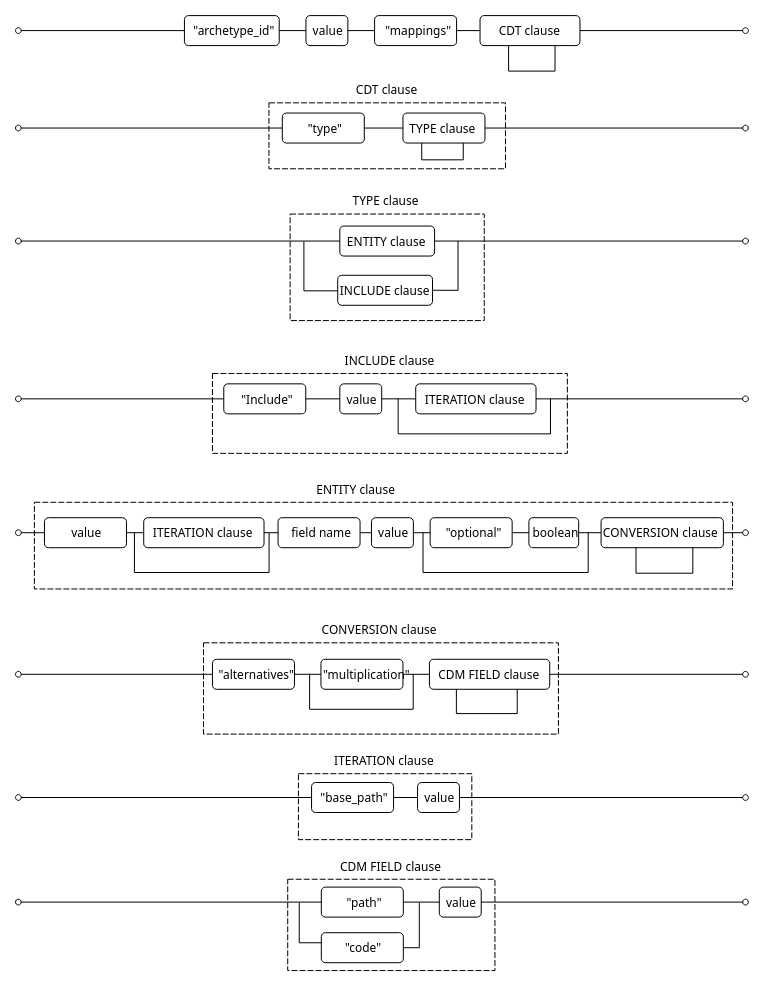 "archetype_id" value "mappings" CDT clause
CDT clause
"type" TYPE clause
TYPE clause
ENTITY clause
INCLUDE clause
INCLUDE clause
"Include" value ITERATION clause
ENTITY clause
value ITERATION clause field name value "optional" boolean CONVERSION clause
CONVERSION clause
"alternatives" "multiplication" CDM FIELD clause
ITERATION clause
"base_path" value
CDM FIELD clause
"path" value
"code"